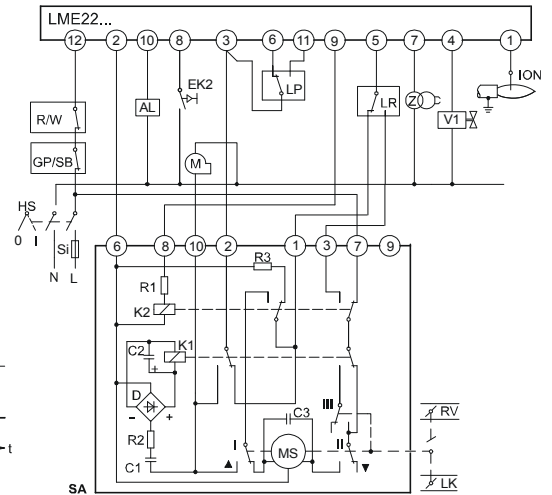 LME22...
12 2 10 8 3 6 11 9 5 7 4 1
ION
EK2
R/W
AL
LP
LR
Z
V1
GP/SB
M
HS
0 I
Si
N L
6 8 10 2 1 3 7 9
R3
R1
I
K2
C2
K1
+
D
- +
III
C3
R2
I
MS
II
C1
RV
t
SA
LK